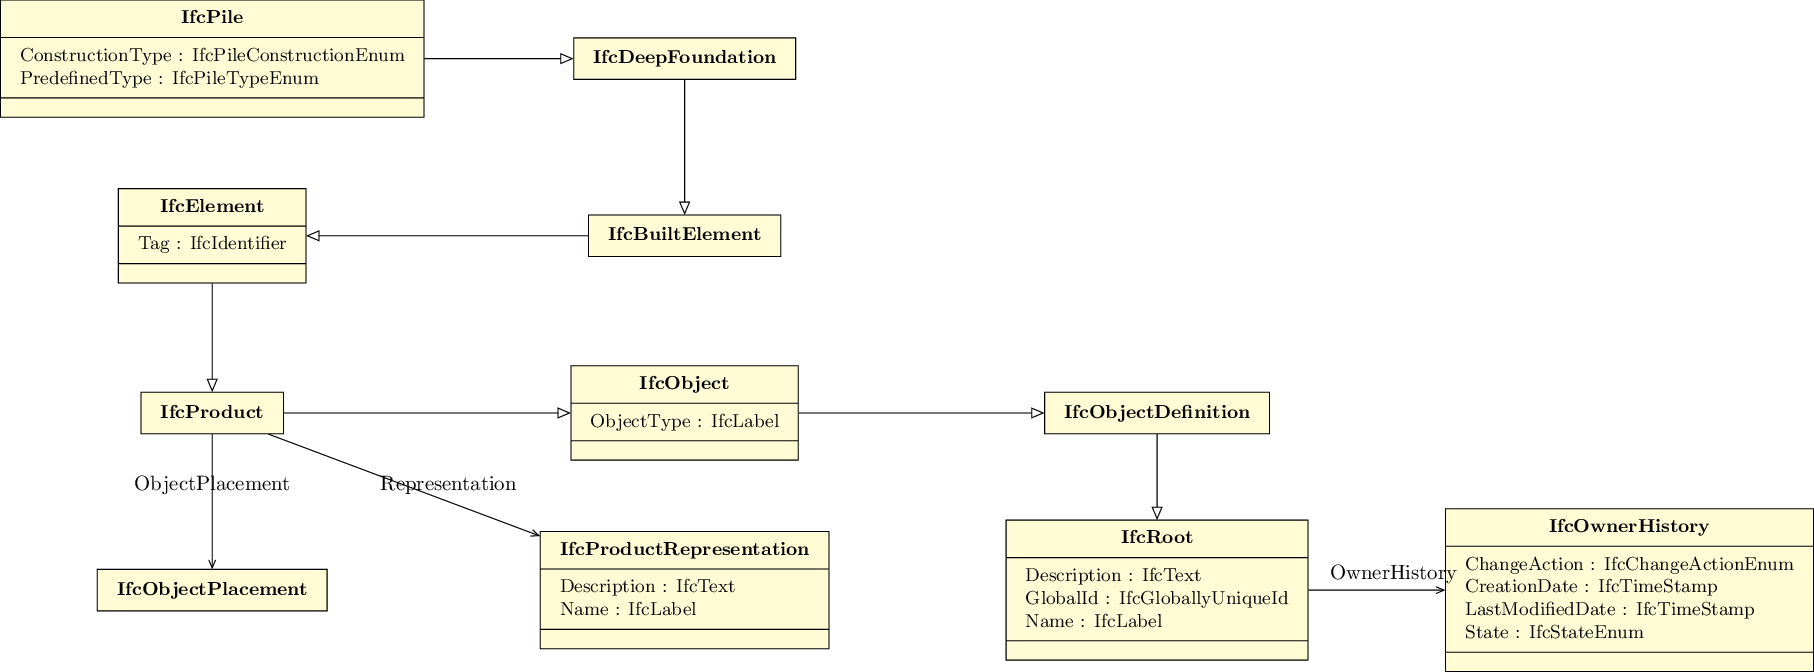 IfcPile
ConstructionType : IfcPileConstructionEnum
PredefinedType : IfcPileTypeEnum
IfcDeepFoundation
IfcElement
Tag : IfcIdentifier
IfcBuiltElement
IfcProduct
IfcObject
ObjectType : IfcLabel
IfcObjectDefinition
ObjectPlacement
Representation
IfcObjectPlacement
IfcProductRepresentation
Description : IfcText
Name : IfcLabel
IfcRoot
Description : IfcText
GlobalId : IfcGloballyUniqueId
Name : IfcLabel
OwnerHistory
IfcOwnerHistory
ChangeAction : IfcChangeActionEnum
CreationDate : IfcTimeStamp
LastModifiedDate : IfcTimeStamp
State : IfcStateEnum